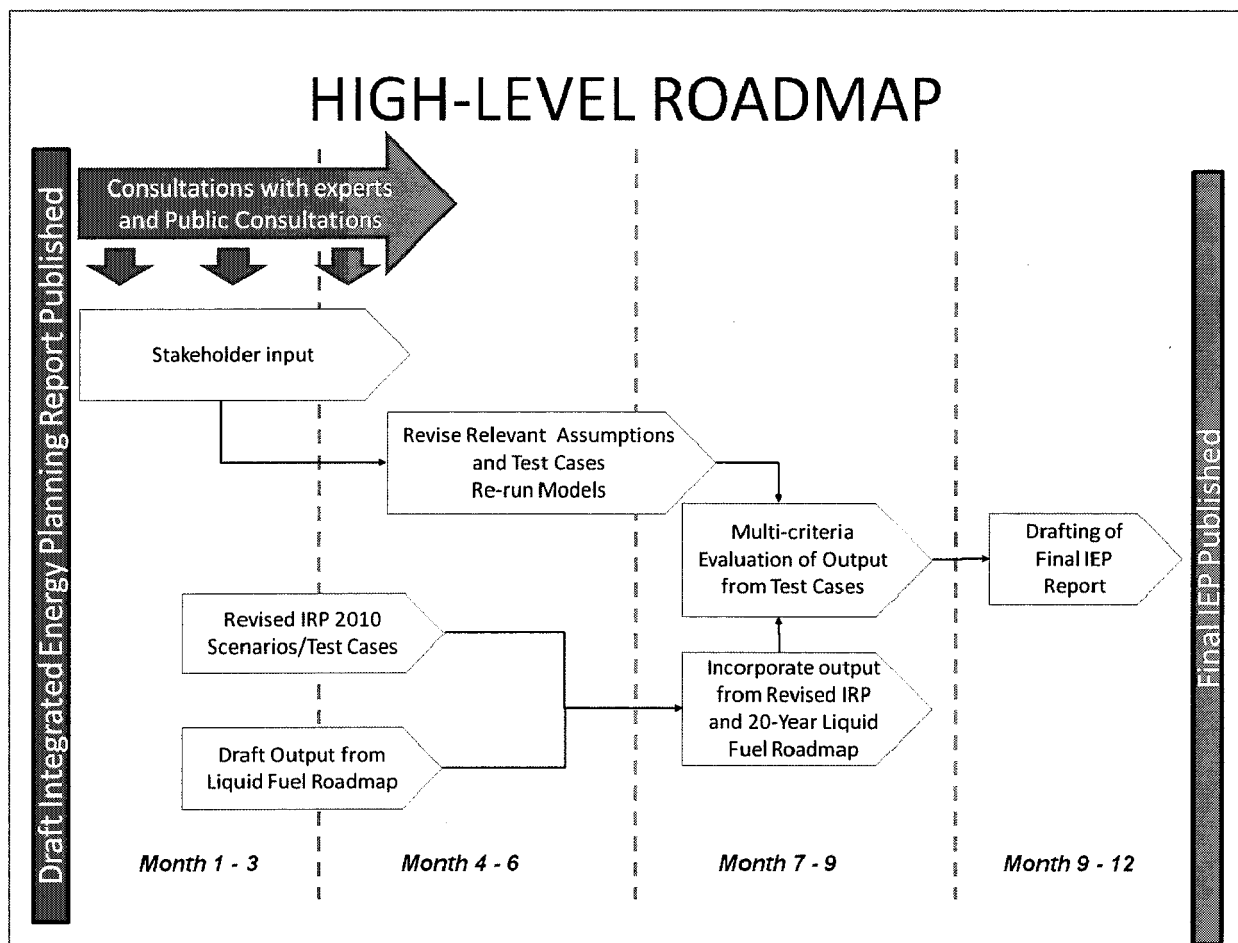 HIGH-LEVEL ROADMAP
Draft Integrated Energy Planning Report Published
Consultations with experts
and Public Consultations
Stakeholder input
Revise Relevant Assumptions
and Test Cases
Re-run Models
Multi-criteria
Evaluation of Output
from Test Cases
Drafting of
Final IEP
Report
Revised IRP 2010
Scenarios/Test Cases
Incorporate output
from Revised IRP
and 20-Year Liquid
Fuel Roadmap
Draft Output from
Liquid Fuel Roadmap
Month 1 - 3
Month 4 - 6
Month 7 - 9
Month 9 - 12
Final IEP Published